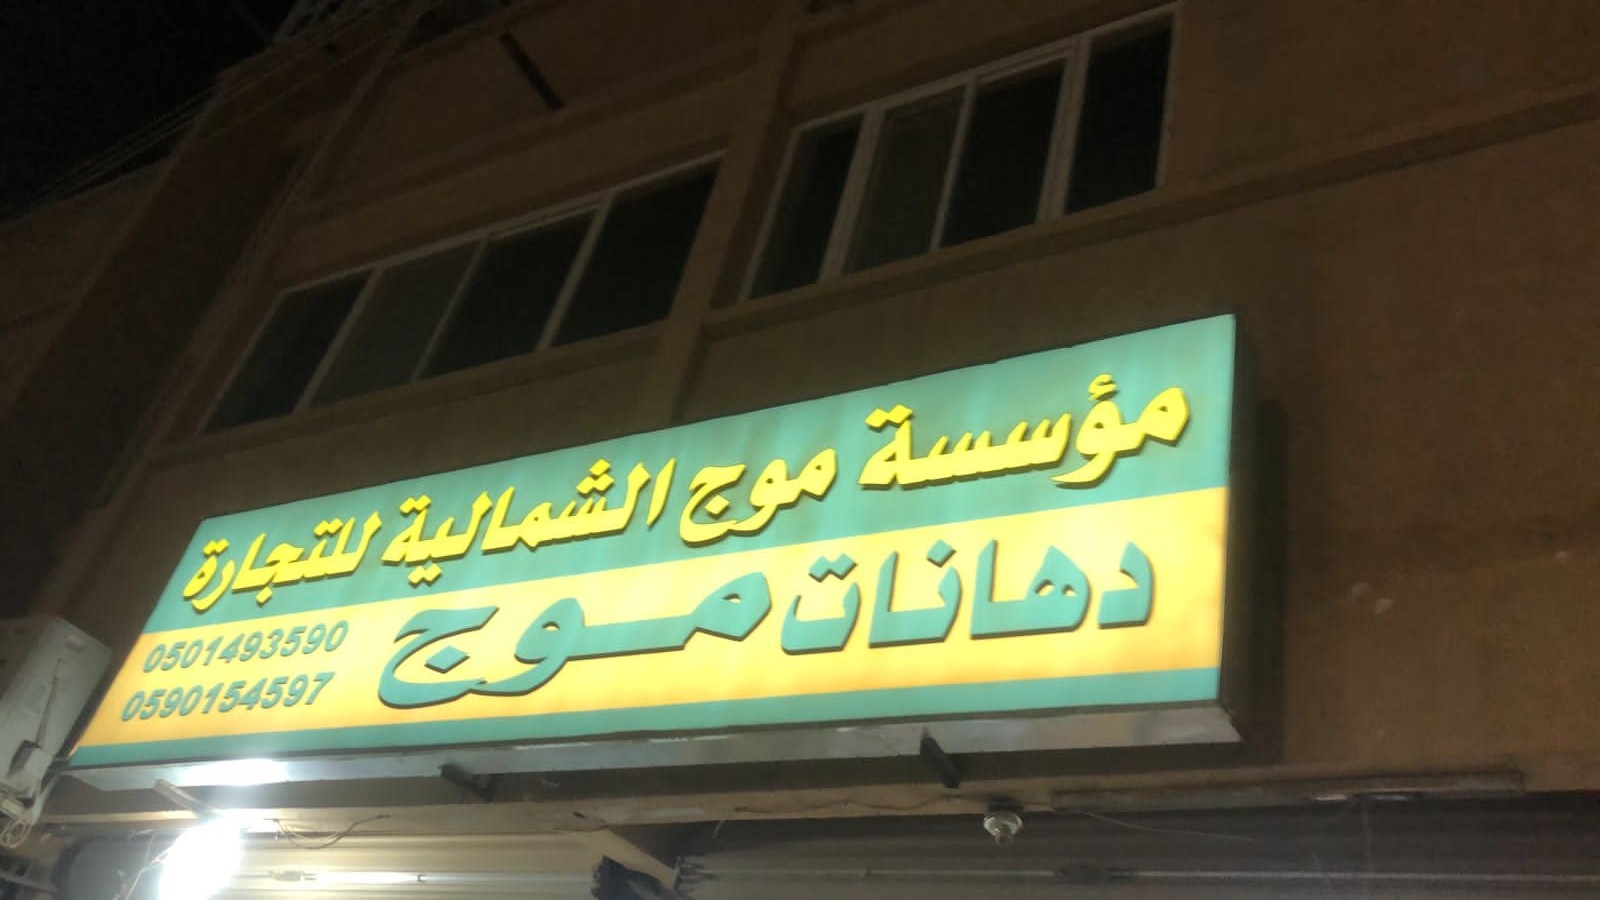 مؤسسة موج الشمالية للتجارة
دهانات موج
0501493590
0590154597